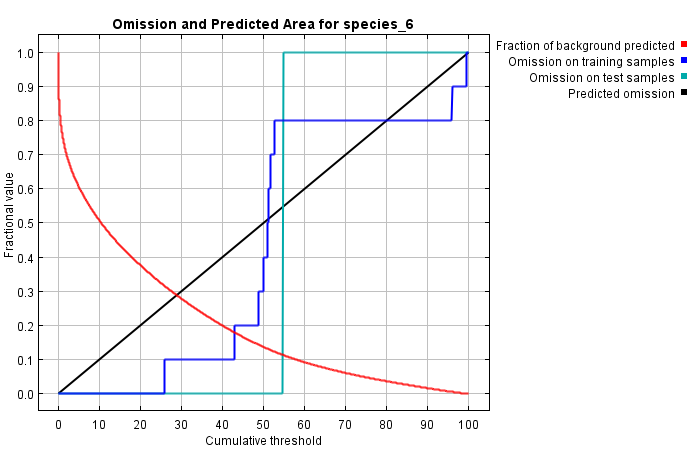 Omission and Predicted Area for species_6
Fraction of background predicted
Omission on training samples
Omission on test samples
Predicted omission
Fractional value
1.0
0.9
0.8
0.7
0.6
0.5
0.4
0.3
0.2
0.1
0.0
0 10 20 30 40 50 60 70 80 90 100
Cumulative threshold